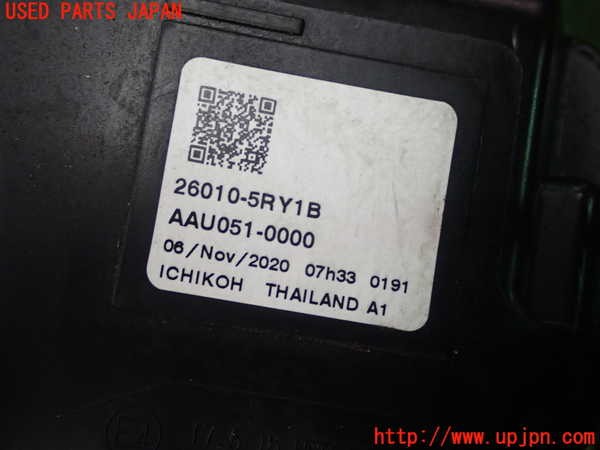 USED PARTS JAPAN
26010-5RY1B
AAU051-0000
06/Nov/2020 07h33 0191
ICHIKOH THAILAND A1
http://www.upjpn.com/